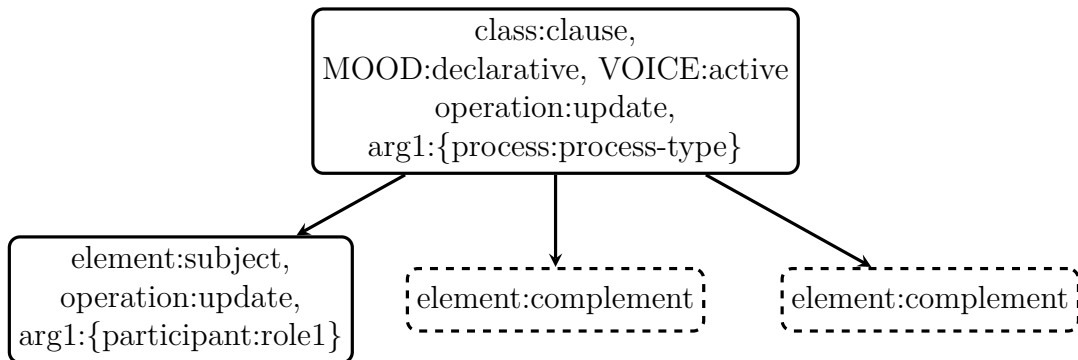 class:clause,
MOOD:declarative, VOICE:active
operation:update,
arg1:{process:process-type}
element:subject,
operation:update,
arg1:{participant:role1}
element:complement
element:complement